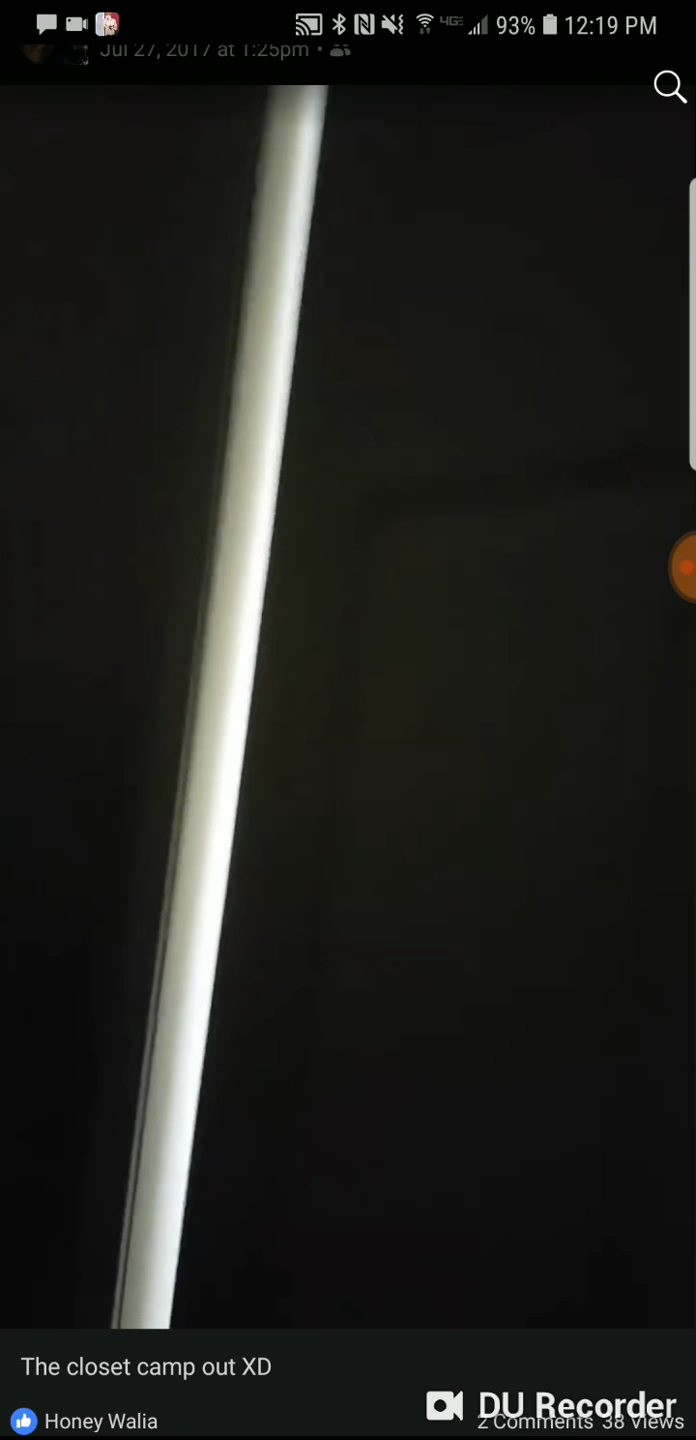 4GE 93% 12:19 PM
Jul 27, 2017 at 1:25pm ·
The closet camp out XD
DU Recorder
Honey Walia 2 Comments 38 Views